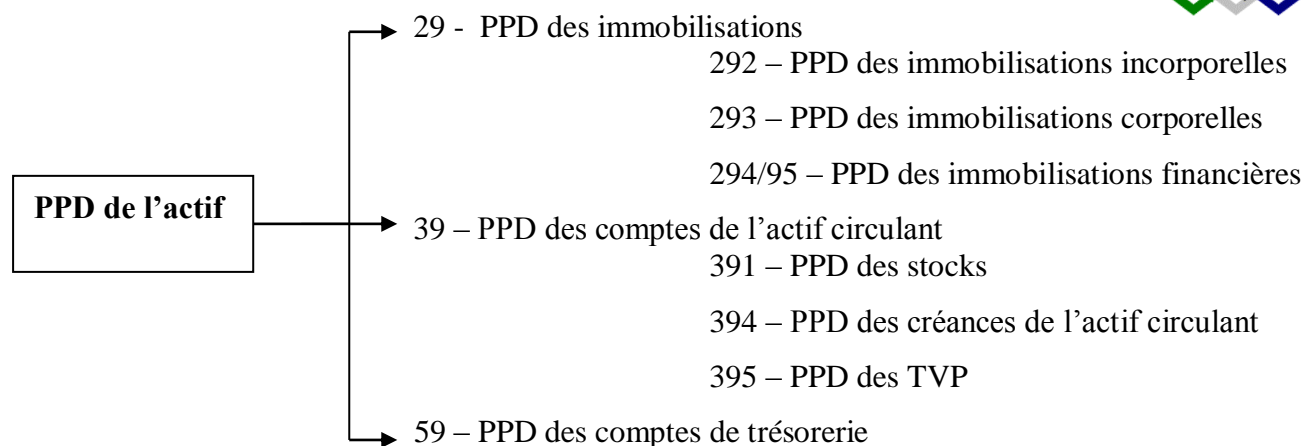 29 - PPD des immobilisations
292 – PPD des immobilisations incorporelles
293 – PPD des immobilisations corporelles
294/95 – PPD des immobilisations financières
PPD de l’actif
39 – PPD des comptes de l’actif circulant
391 – PPD des stocks
394 – PPD des créances de l’actif circulant
395 – PPD des TVP
59 – PPD des comptes de trésorerie